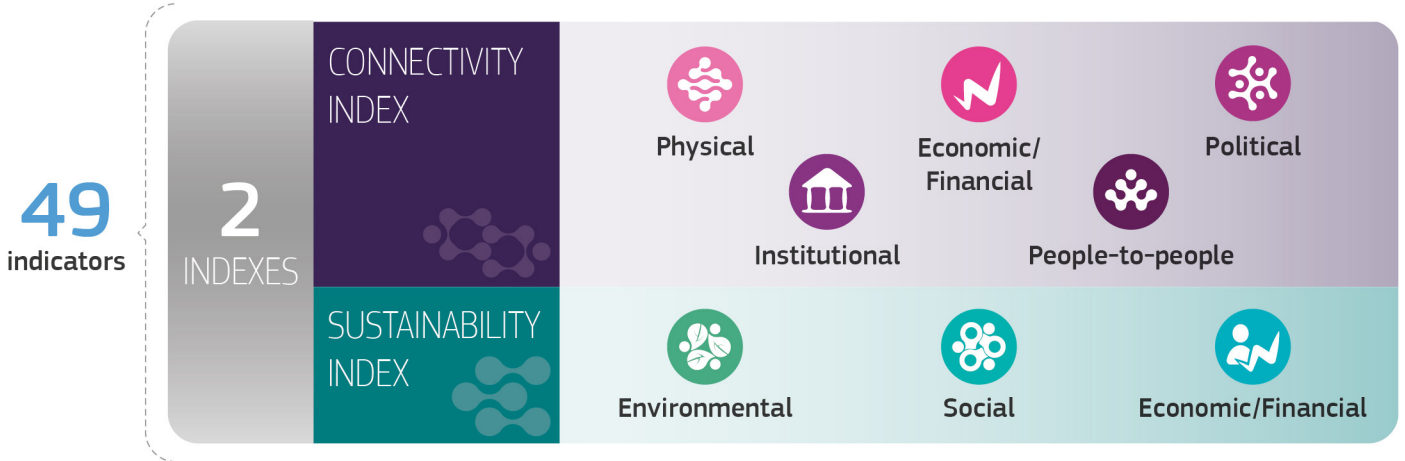 49
indicators
2
INDEXES
CONNECTIVITY
INDEX
Physical
Economic/
Financial
Political
Institutional
People-to-people
SUSTAINABILITY
INDEX
Environmental
Social
Economic/Financial